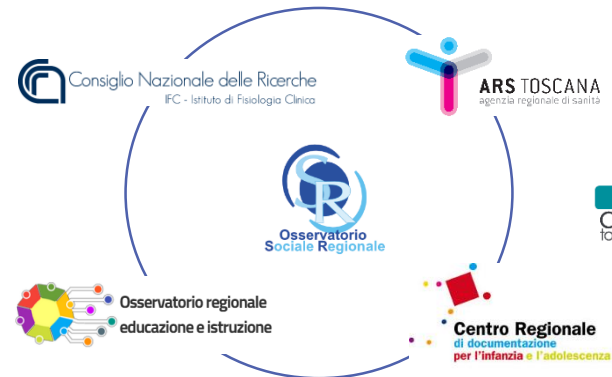 Consiglio Nazionale delle Ricerche
IFC - Istituto di Fisiologia Clinica
ARS TOSCANA
agenzia regionale di sanità
SR
Osservatorio
Sociale Regionale
Osservatorio regionale
educazione e istruzione
Centro Regionale
di documentazione
per l'infanzia e l'adolescenza